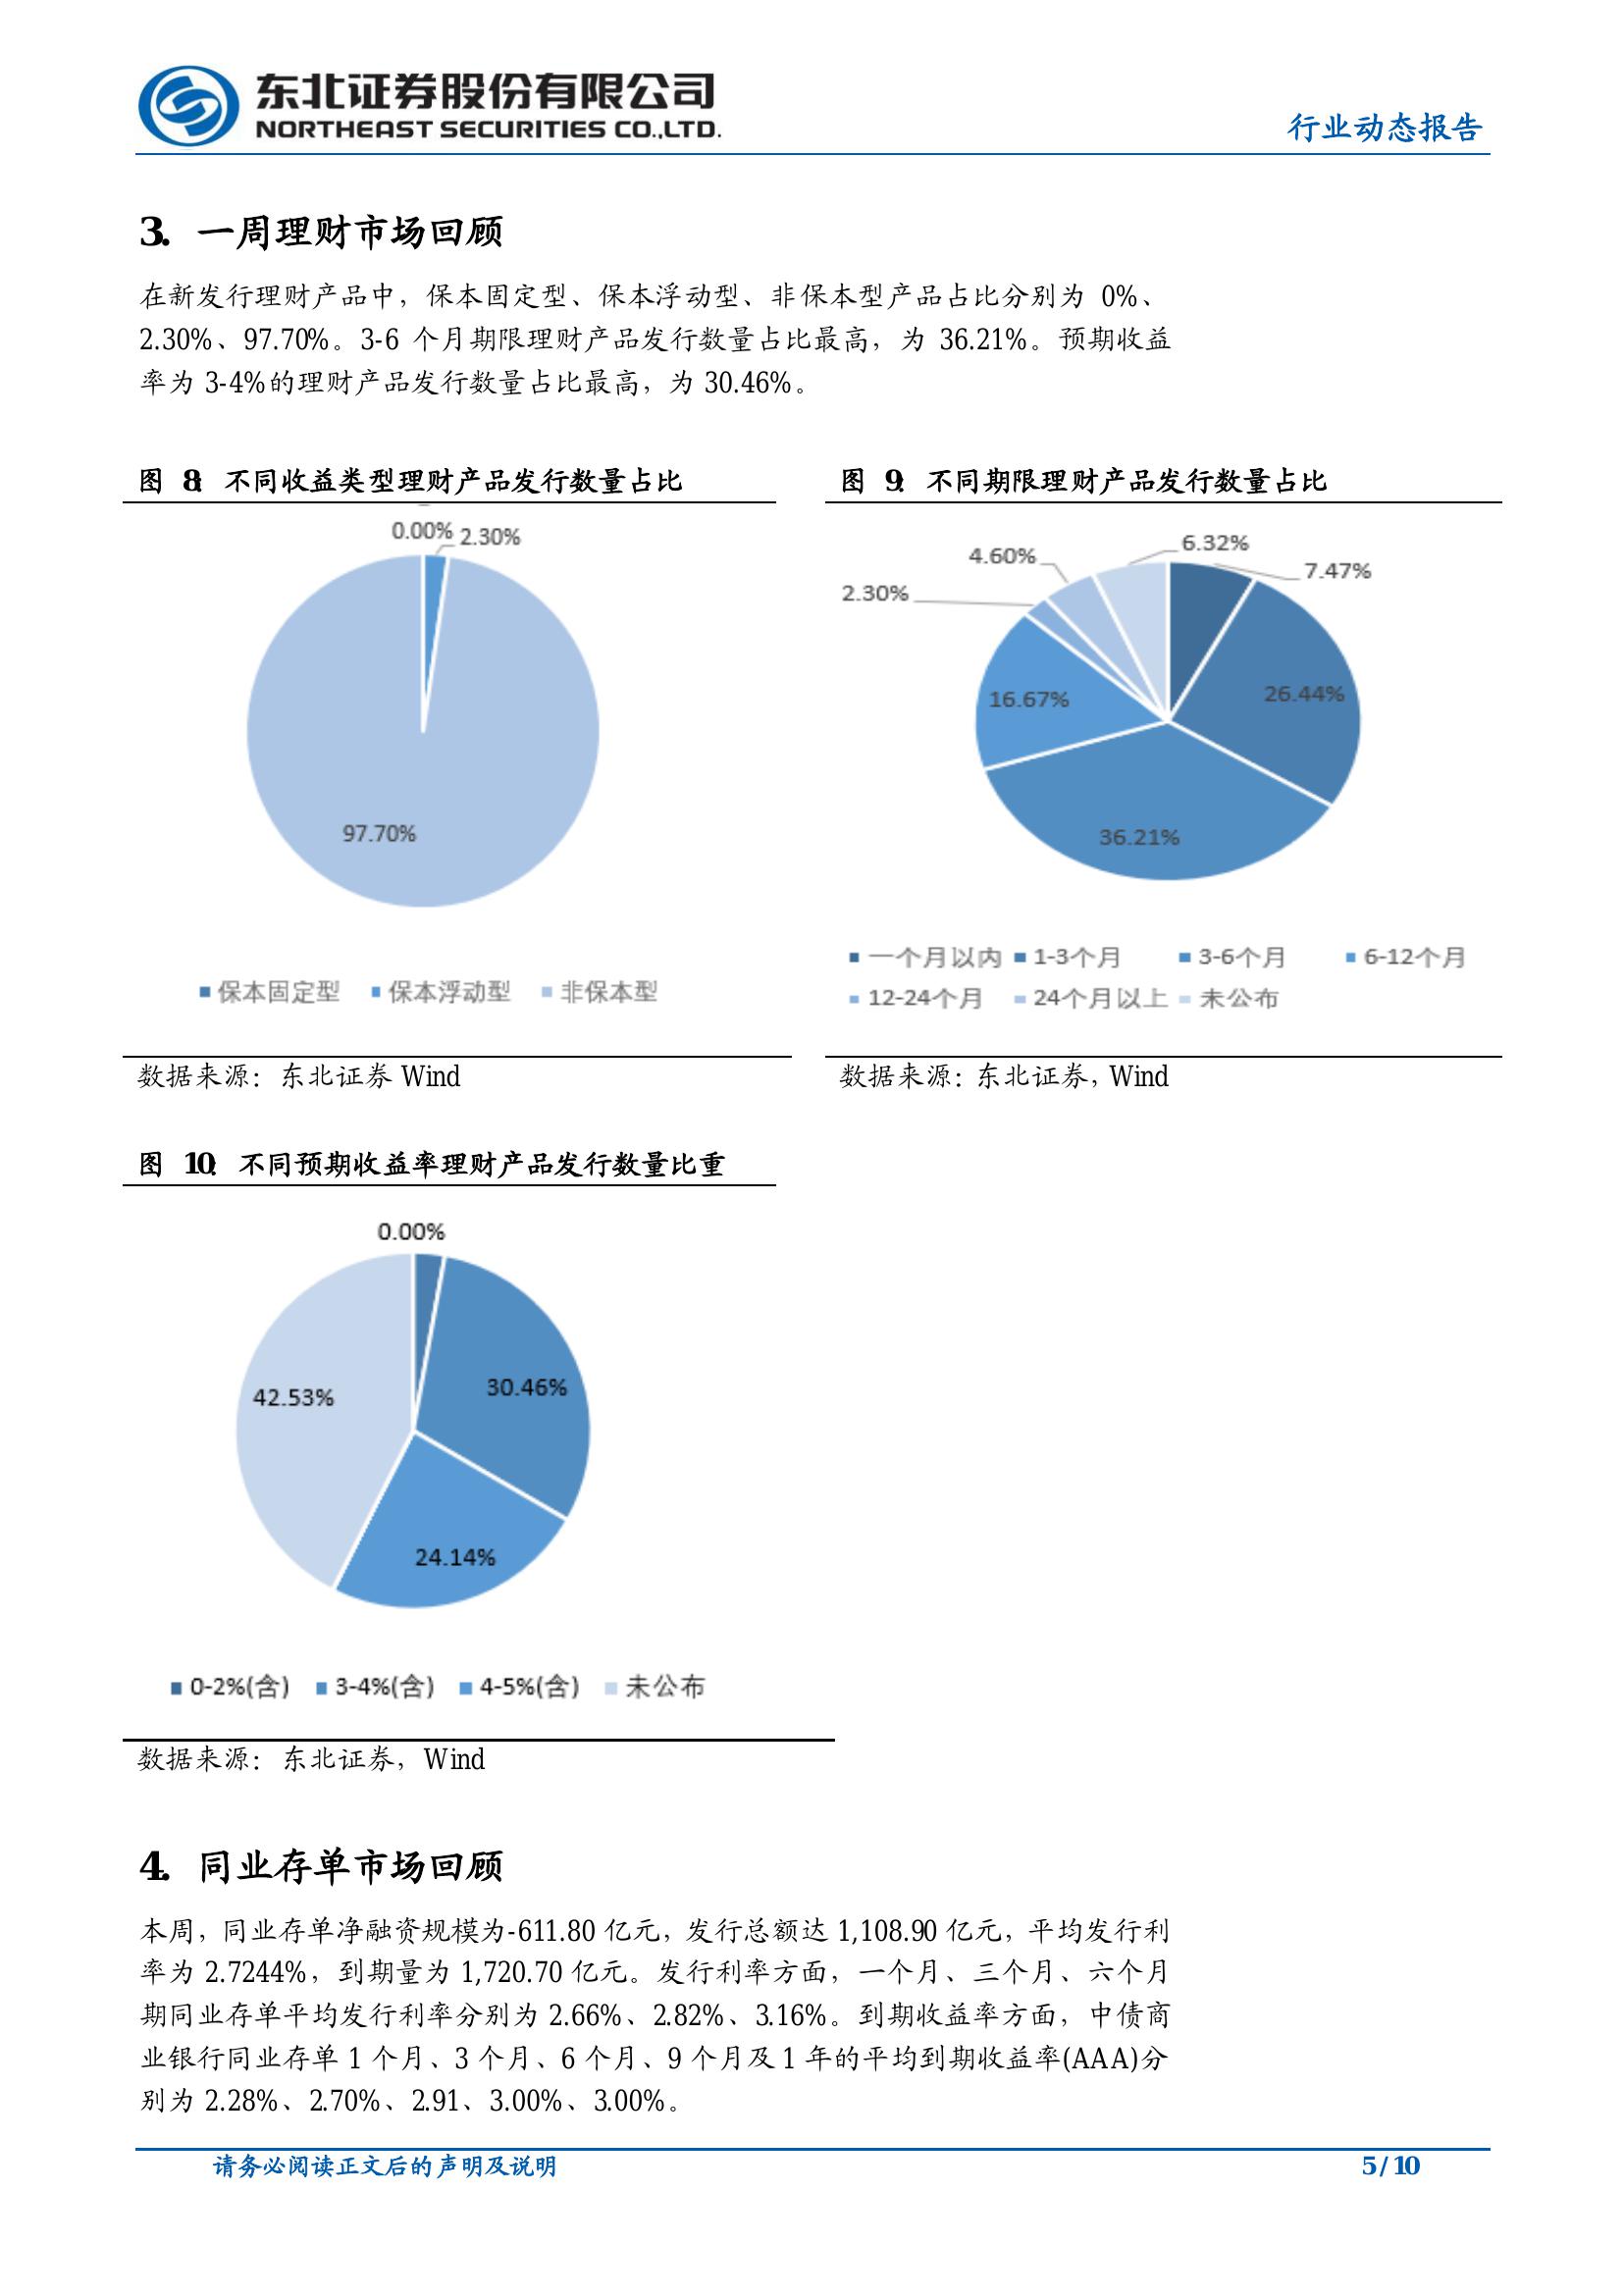 东北证券股份有限公司
NORTHEAST SECURITIES CO.,LTD.
行业动态报告
3. 一周理财市场回顾
在新发行理财产品中，保本固定型、保本浮动型、非保本型产品占比分别为 0%、
2.30%、97.70%。3-6 个月期限理财产品发行数量占比最高，为 36.21%。预期收益
率为 3-4%的理财产品发行数量占比最高，为 30.46%。
图 8：不同收益类型理财产品发行数量占比
0.00%
2.30%
97.70%
保本固定型 保本浮动型 非保本型
数据来源：东北证券 Wind
图 9：不同期限理财产品发行数量占比
6.32%
4.60%
7.47%
2.30%
26.44%
16.67%
36.21%
一个月以内 1-3个月 3-6个月 6-12个月
12-24个月 24个月以上 未公布
数据来源：东北证券，Wind
图 10：不同预期收益率理财产品发行数量比重
0.00%
30.46%
42.53%
24.14%
0-2%(含) 3-4%(含) 4-5%(含) 未公布
数据来源：东北证券，Wind
4. 同业存单市场回顾
本周，同业存单净融资规模为-611.80 亿元，发行总额达 1,108.90 亿元，平均发行利
率为 2.7244%，到期量为 1,720.70 亿元。发行利率方面，一个月、三个月、六个月
期同业存单平均发行利率分别为 2.66%、2.82%、3.16%。到期收益率方面，中债商
业银行同业存单 1 个月、3 个月、6 个月、9 个月及 1 年的平均到期收益率(AAA)分
别为 2.28%、2.70%、2.91、3.00%、3.00%。
请务必阅读正文后的声明及说明
5 / 10